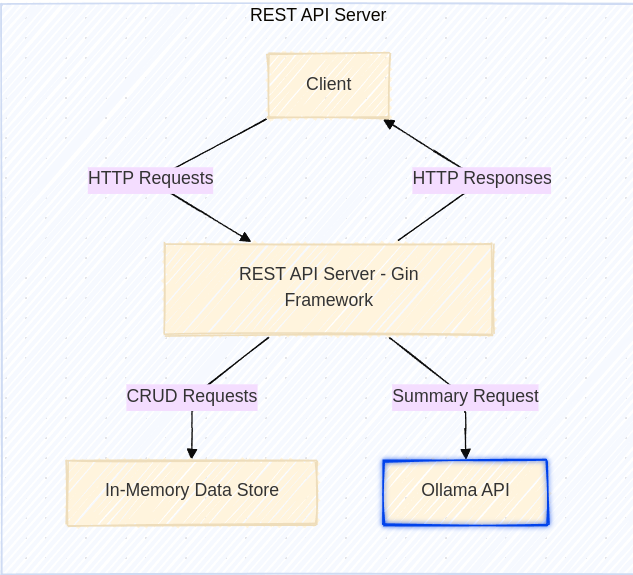 REST API Server
Client
HTTP Requests
HTTP Responses
REST API Server - Gin
Framework
CRUD Requests
Summary Request
In-Memory Data Store
Ollama API